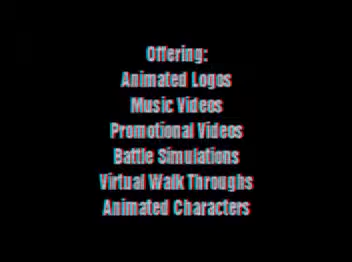 Offering:
Animated Logos
Music Videos
Promotional Videos
Battle Simulations
Virtual Walk Throughs
Animated Characters